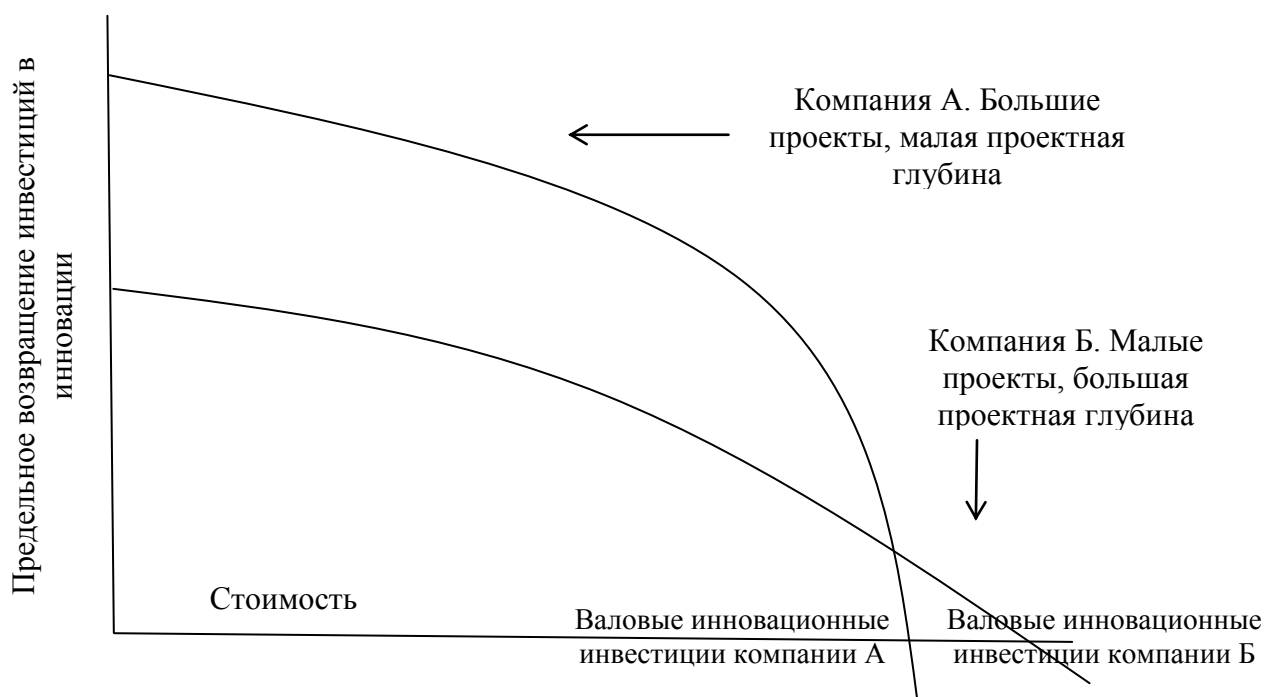 Предельное возвращение инвестиций в
инновации
Компания А. Большие
проекты, малая проектная
глубина
Компания Б. Малые
проекты, большая
проектная глубина
Стоимость
Валовые инновационные
инвестиции компании А
Валовые инновационные
инвестиции компании Б